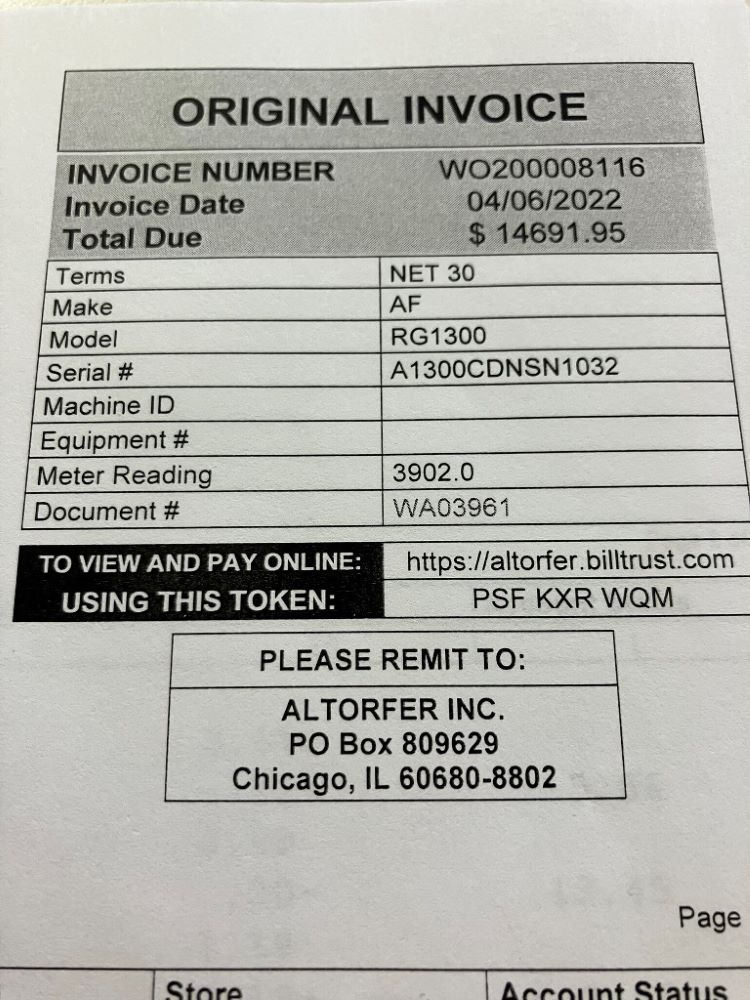 ORIGINAL INVOICE
INVOICE NUMBER WO200008116
Invoice Date 04/06/2022
Total Due $ 14691.95
Terms NET 30
Make AF
Model RG1300
Serial # A1300CDNSN1032
Machine ID
Equipment #
Meter Reading 3902.0
Document # WA03961
TO VIEW AND PAY ONLINE: https://altorfer.billtrust.com
USING THIS TOKEN: PSF KXR WQM
PLEASE REMIT TO:
ALTORFER INC.
PO Box 809629
Chicago, IL 60680-8802
Page
Store Account Status